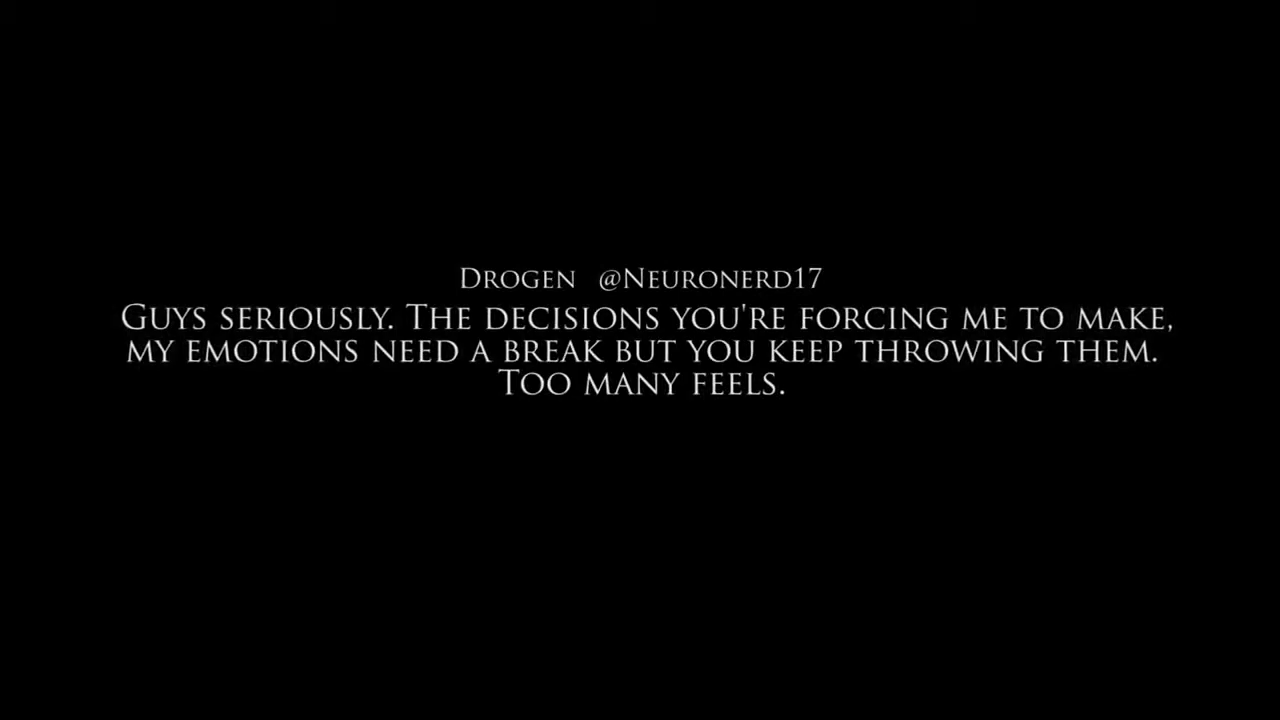 Drogen @Neuronerd17
Guys seriously. The decisions you're forcing me to make,
my emotions need a break but you keep throwing them.
Too many feels.